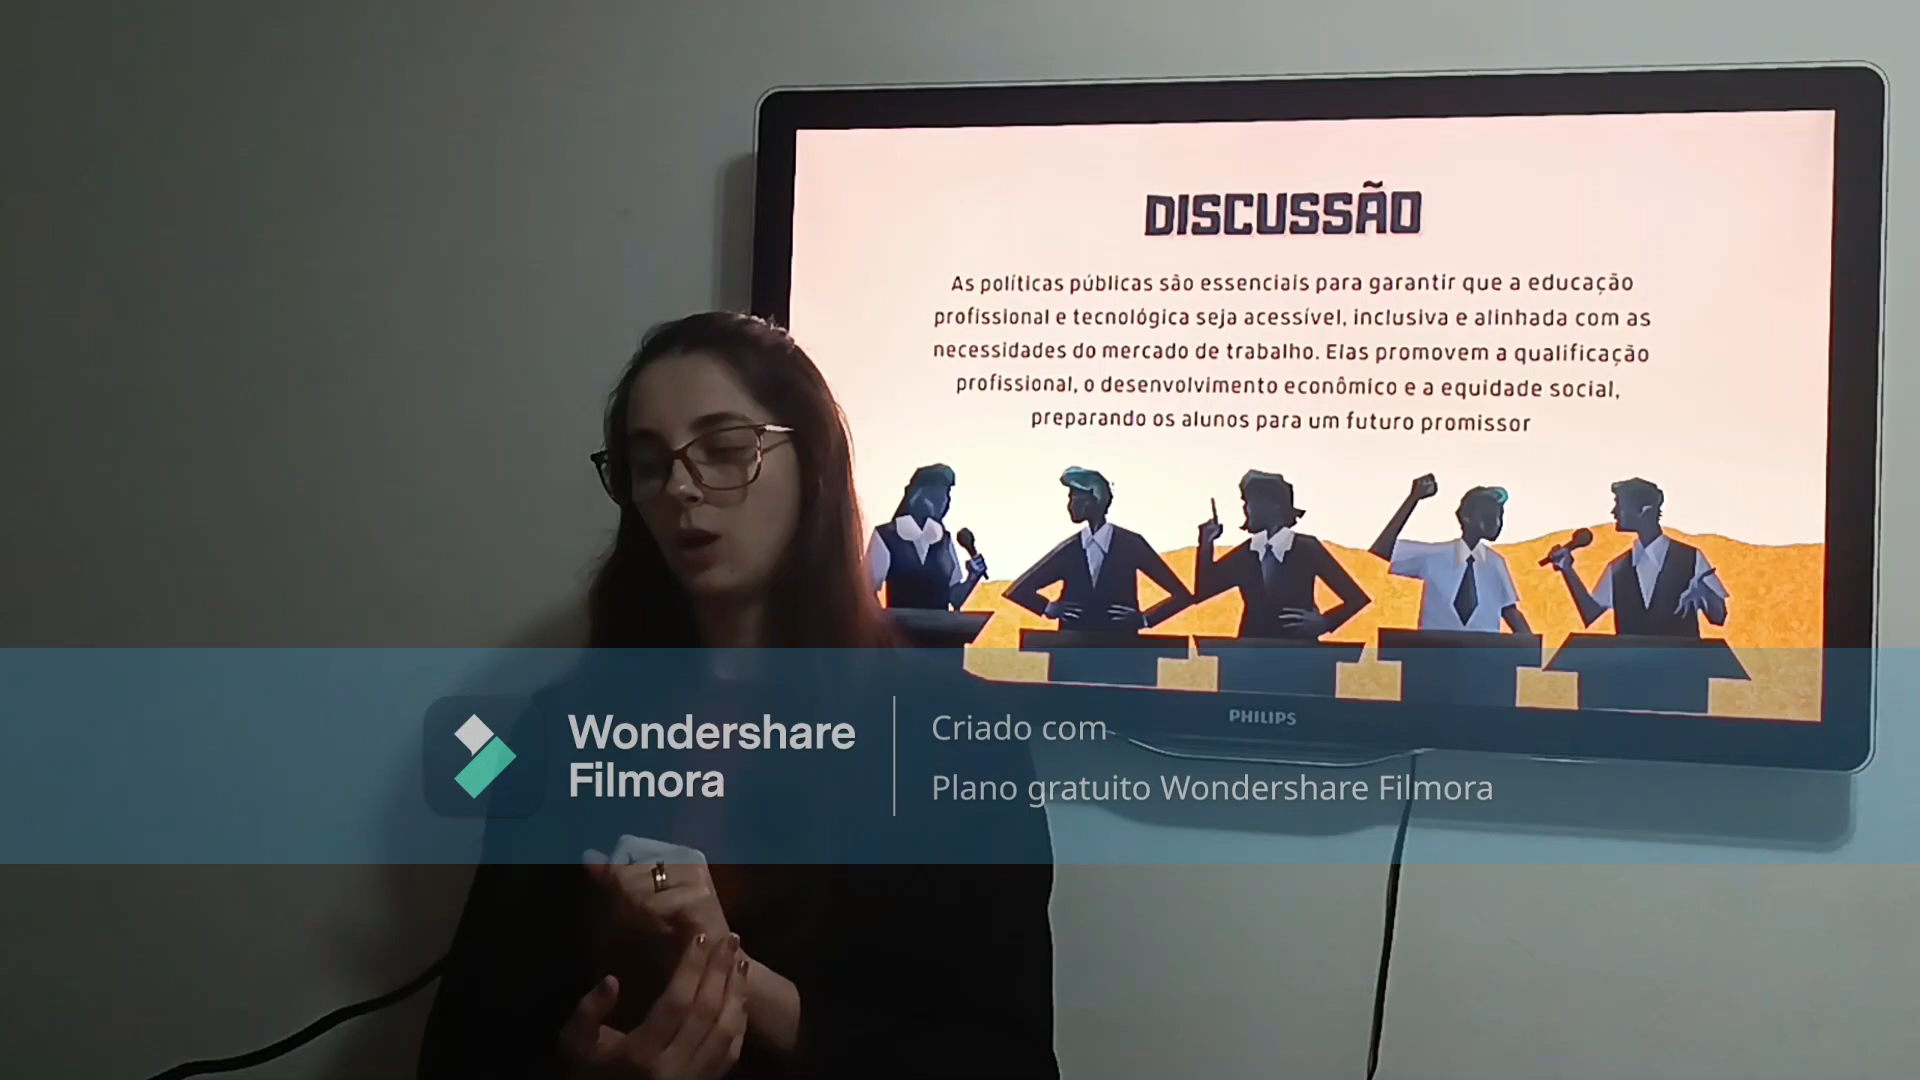 DISCUSSÃO
As políticas públicas são essenciais para garantir que a educação
profissional e tecnológica seja acessível, inclusiva e alinhada com as
necessidades do mercado de trabalho. Elas promovem a qualificação
profissional, o desenvolvimento econômico e a equidade social,
preparando os alunos para um futuro promissor
PHILIPS
Wondershare
Filmora
Criado com
Plano gratuito Wondershare Filmora